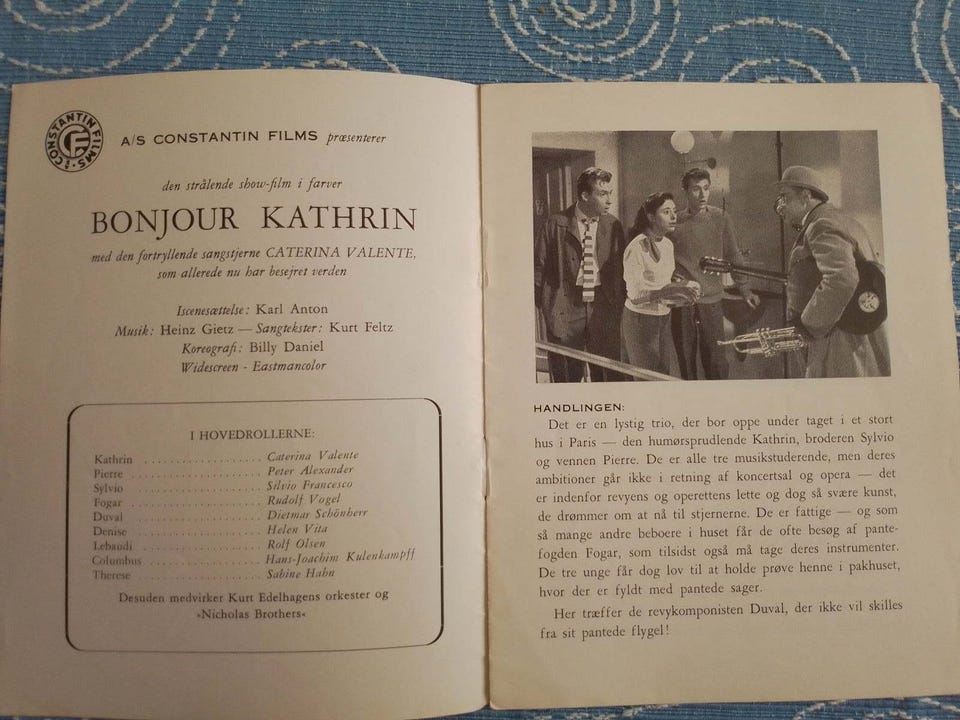 CONSTANTIN FILMS A/S
CF
A/S CONSTANTIN FILMS præsenterer
den strålende show-film i farver
BONJOUR KATHRIN
med den fortryllende sangstjerne CATERINA VALENTE,
som allerede nu har besejret verden
Iscenesættelse: Karl Anton
Musik: Heinz Gietz — Sangtekster: Kurt Feltz
Koreografi: Billy Daniel
Widescreen - Eastmancolor
I HOVEDROLLERNE:
Kathrin .................... Caterina Valente
Pierre .................... Peter Alexander
Sylvio .................... Silvio Francesco
Fogar .................... Rudolf Vogel
Duval .................... Dietmar Schönherr
Denise .................... Helen Vita
Lebaudi .................... Rolf Olsen
Columbus .................... Hans-Joachim Kulenkampff
Therese .................... Sabine Hahn
Desuden medvirker Kurt Edelhagens orkester og
»Nicholas Brothers«
HANDLINGEN:
Det er en lystig trio, der bor oppe under taget i et stort
hus i Paris — den humørsprudlende Kathrin, broderen Sylvio
og vennen Pierre. De er alle tre musikstuderende, men deres
ambitioner går ikke i retning af koncertsal og opera — det
er indenfor revyens og operettens lette og dog så svære kunst,
de drømmer om at nå til stjernerne. De er fattige — og som
så mange andre beboere i huset får de ofte besøg af pante-
fogden Fogar, som tilsidst også må tage deres instrumenter.
De tre unge får dog lov til at holde prøve henne i pakhuset,
hvor der er fyldt med pantede sager.
Her træffer de revykomponisten Duval, der ikke vil skilles
fra sit pantede flygel!